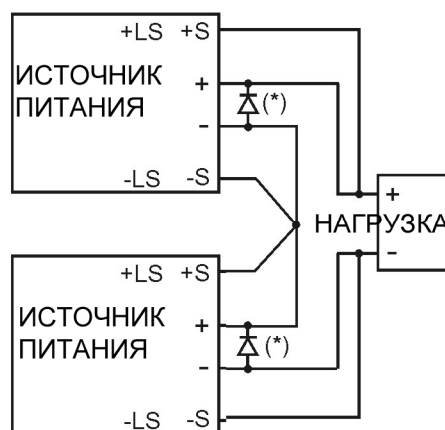 +LS +S
ИСТОЧНИК
ПИТАНИЯ
+
(*)
-
-LS -S
+
НАГРУЗКА
-
+LS +S
ИСТОЧНИК
ПИТАНИЯ
+
(*)
-
-LS -S